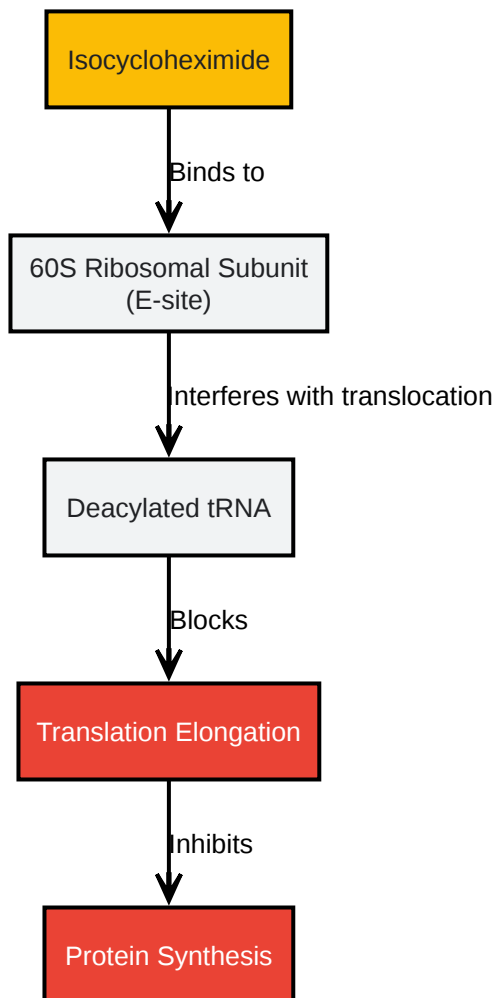 Isocycloheximide
Binds to
60S Ribosomal Subunit
(E-site)
Interferes with translocation
Deacylated tRNA
Blocks
Translation Elongation
Inhibits
Protein Synthesis